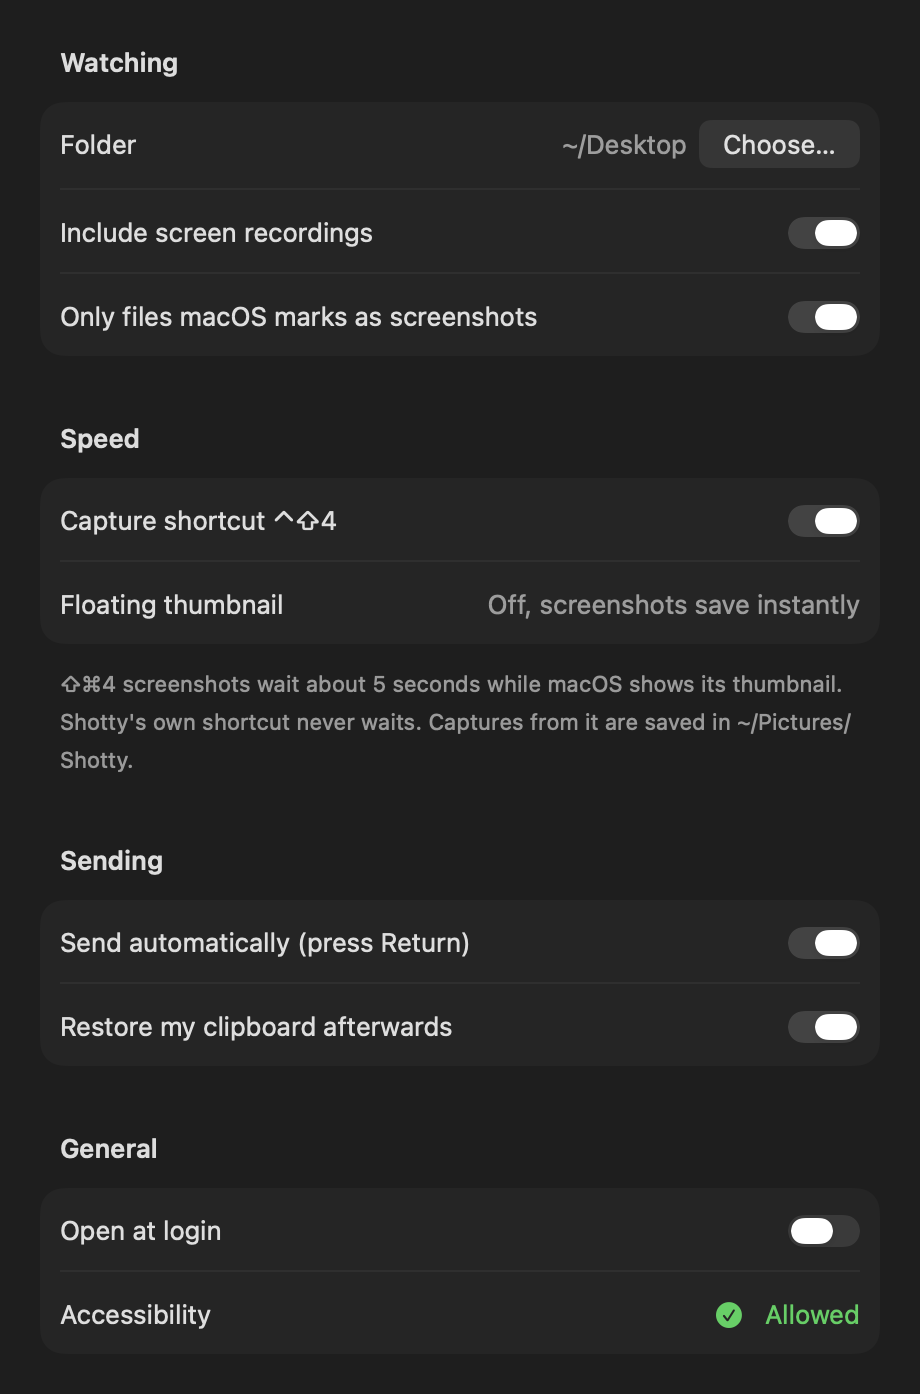 Watching
Folder ~/Desktop Choose...
Include screen recordings
Only files macOS marks as screenshots
Speed
Capture shortcut ^⇧4
Floating thumbnail Off, screenshots save instantly
⇧⌘4 screenshots wait about 5 seconds while macOS shows its thumbnail.
Shotty's own shortcut never waits. Captures from it are saved in ~/Pictures/
Shotty.
Sending
Send automatically (press Return)
Restore my clipboard afterwards
General
Open at login
Accessibility Allowed